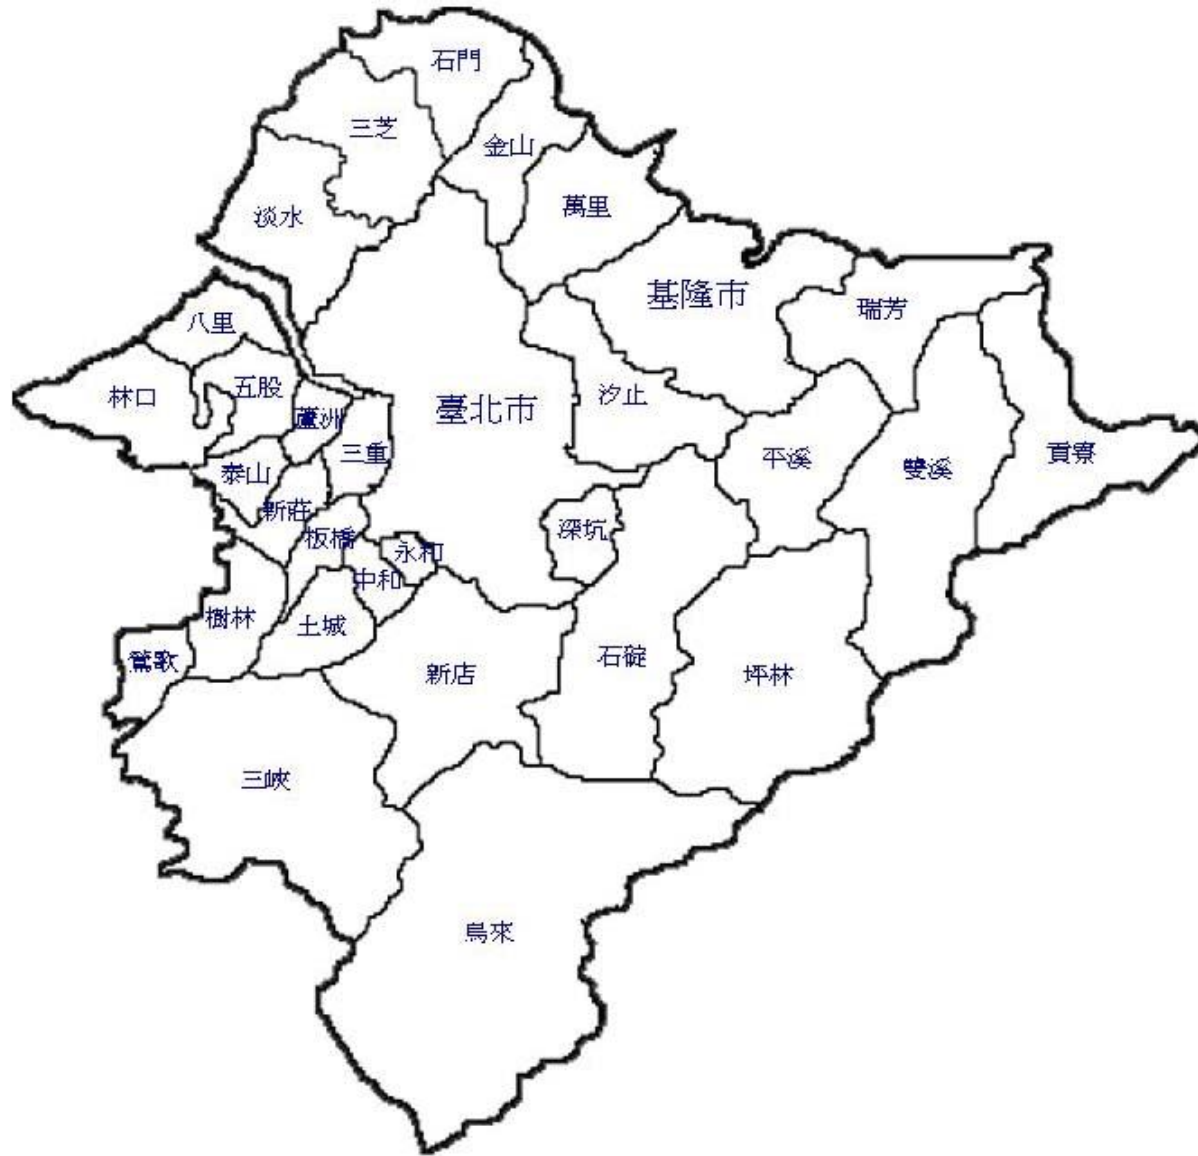 石門
三芝
金山
萬里
淡水
基隆市
瑞芳
八里
林口
五股
汐止
臺北市
蘆洲
三重
平溪
貢寮
雙溪
泰山
新莊
深坑
板橋
永和
中和
樹林
土城
鶯歌
新店
石碇
坪林
三峽
烏來